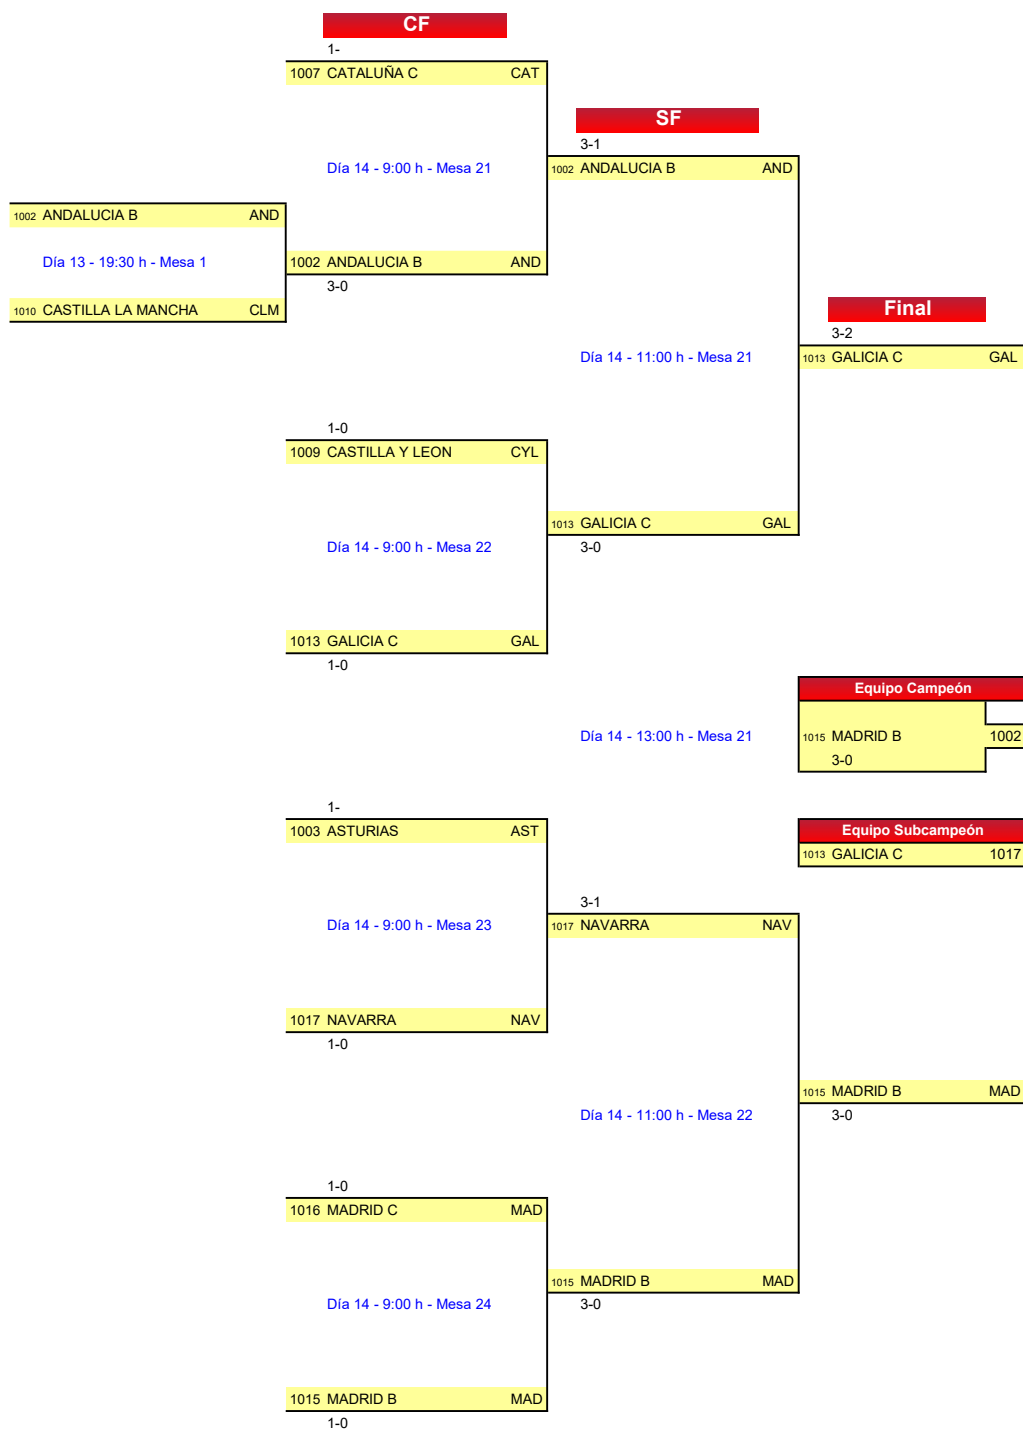 CF
1-
1007 CATALUÑA C CAT
SF
3-1
Día 14 - 9:00 h - Mesa 21
1002 ANDALUCIA B AND
1002 ANDALUCIA B AND
Día 13 - 19:30 h - Mesa 1
1002 ANDALUCIA B AND
3-0
1010 CASTILLA LA MANCHA CLM
Final
3-2
Día 14 - 11:00 h - Mesa 21
1013 GALICIA C GAL
1-0
1009 CASTILLA Y LEON CYL
1013 GALICIA C GAL
Día 14 - 9:00 h - Mesa 22
3-0
1013 GALICIA C GAL
1-0
Equipo Campeón
Día 14 - 13:00 h - Mesa 21
1015 MADRID B 1002
3-0
1-
1003 ASTURIAS AST
Equipo Subcampeón
1013 GALICIA C 1017
3-1
Día 14 - 9:00 h - Mesa 23
1017 NAVARRA NAV
1017 NAVARRA NAV
1-0
1015 MADRID B MAD
Día 14 - 11:00 h - Mesa 22
3-0
1-0
1016 MADRID C MAD
1015 MADRID B MAD
Día 14 - 9:00 h - Mesa 24
3-0
1015 MADRID B MAD
1-0